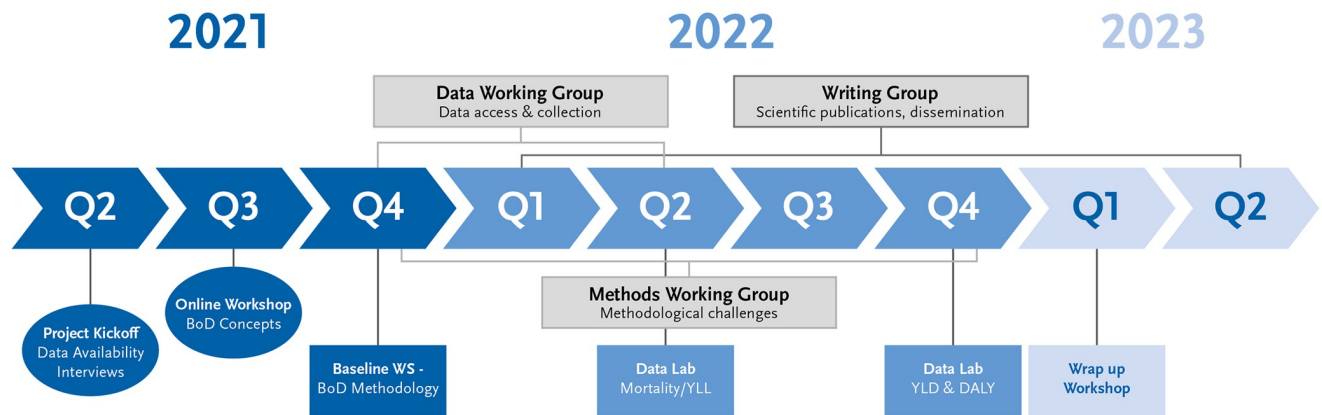 2021
2022
2023
Data Working Group
Data access & collection
Writing Group
Scientific publications, dissemination
Q2
Q3
Q4
Q1
Q2
Q3
Q4
Q1
Q2
Project Kickoff
Data Availability
Interviews
Online Workshop
BoD Concepts
Methods Working Group
Methodological challenges
Baseline WS -
BoD Methodology
Data Lab
Mortality/YLL
Data Lab
YLD & DALY
Wrap up
Workshop